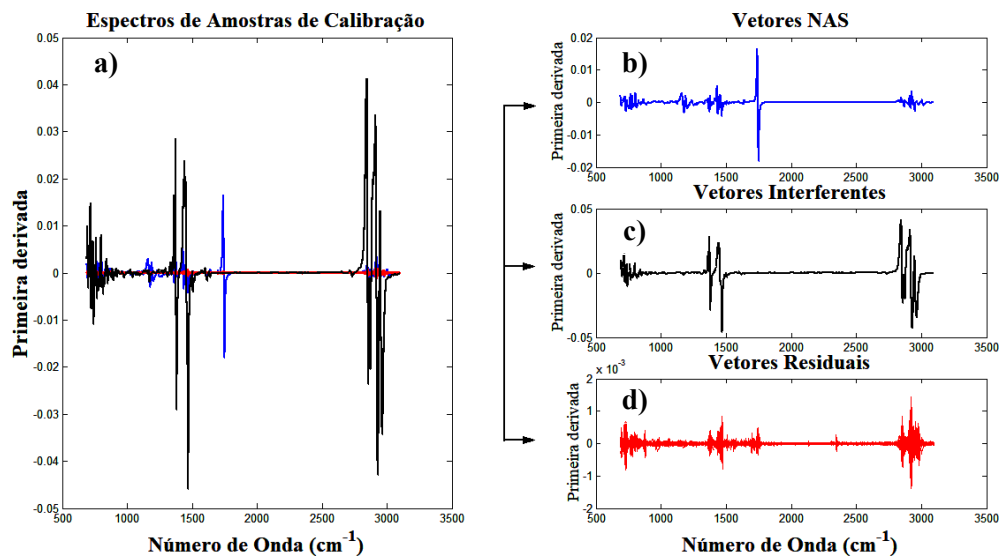 Espectros de Amostras de Calibração
a)
Primeira derivada
0.05
0.04
0.03
0.02
0.01
0
-0.01
-0.02
-0.03
-0.04
-0.05
500 1000 1500 2000 2500 3000 3500
Número de Onda (cm-1)
Vetores NAS
b)
Primeira derivada
0.02
0.01
0
-0.01
-0.02
500 1000 1500 2000 2500 3000 3500
Vetores Interferentes
c)
Primeira derivada
0.05
0
-0.05
500 1000 1500 2000 2500 3000 3500
Vetores Residuais
x 10-3
d)
Primeira derivada
2
1
0
-1
-2
500 1000 1500 2000 2500 3000 3500
Número de Onda (cm-1)